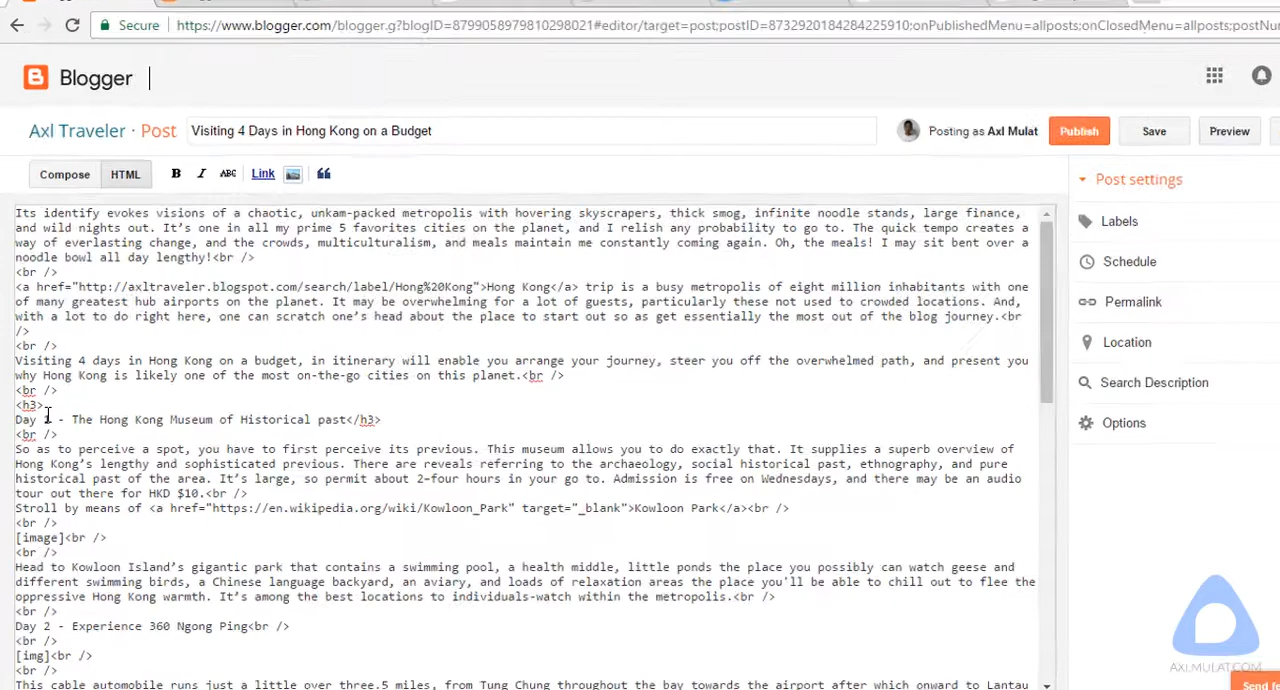 Secure https://www.blogger.com/blogger.g?blogID=8799058979810298021#editor/target=post;postID=8732920184284225910;onPublishedMenu=allposts;onClosedMenu=allposts;postNu
Blogger
Axl Traveler · Post Visiting 4 Days in Hong Kong on a Budget Posting as Axl Mulat Publish Save Preview
Compose HTML B I ABC Link
Post settings
Labels
Schedule
Permalink
Location
Search Description
Options
Its identify evokes visions of a chaotic, unkam-packed metropolis with hovering skyscrapers, thick smog, infinite noodle stands, large finance,
and wild nights out. It's one in all my prime 5 favorites cities on the planet, and I relish any probability to go to. The quick tempo creates a
way of everlasting change, and the crowds, multiculturalism, and meals maintain me constantly coming again. Oh, the meals! I may sit bent over a
noodle bowl all day lengthy!<br />
<br />
<a href="http://axltraveler.blogspot.com/search/label/Hong%20Kong">Hong Kong</a> trip is a busy metropolis of eight million inhabitants with one
of many greatest hub airports on the planet. It may be overwhelming for a lot of guests, particularly these not used to crowded locations. And,
with a lot to do right here, one can scratch one's head about the place to start out so as get essentially the most out of the blog journey.<br
/>
<br />
Visiting 4 days in Hong Kong on a budget, in itinerary will enable you arrange your journey, steer you off the overwhelmed path, and present you
why Hong Kong is likely one of the most on-the-go cities on this planet.<br />
<br />
<h3>
Day - The Hong Kong Museum of Historical past</h3>
<br />
So as to perceive a spot, you have to first perceive its previous. This museum allows you to do exactly that. It supplies a superb overview of
Hong Kong's lengthy and sophisticated previous. There are reveals referring to the archaeology, social historical past, ethnography, and pure
historical past of the area. It's large, so permit about 2-four hours in your go to. Admission is free on Wednesdays, and there may be an audio
tour out there for HKD $10.<br />
Stroll by means of <a href="https://en.wikipedia.org/wiki/Kowloon_Park" target="_blank">Kowloon Park</a><br />
<br />
[image]<br />
<br />
Head to Kowloon Island's gigantic park that contains a swimming pool, a health middle, little ponds the place you possibly can watch geese and
different swimming birds, a Chinese language backyard, an aviary, and loads of relaxation areas the place you'll be able to chill out to flee the
oppressive Hong Kong warmth. It's among the best locations to individuals-watch within the metropolis.<br />
<br />
Day 2 - Experience 360 Ngong Ping<br />
<br />
[img]<br />
<br />
This cable automobile runs just a little over three.5 miles, from Tung Chung throughout the bay towards the airport after which onward to Lantau
AXLMULAT.COM
Send